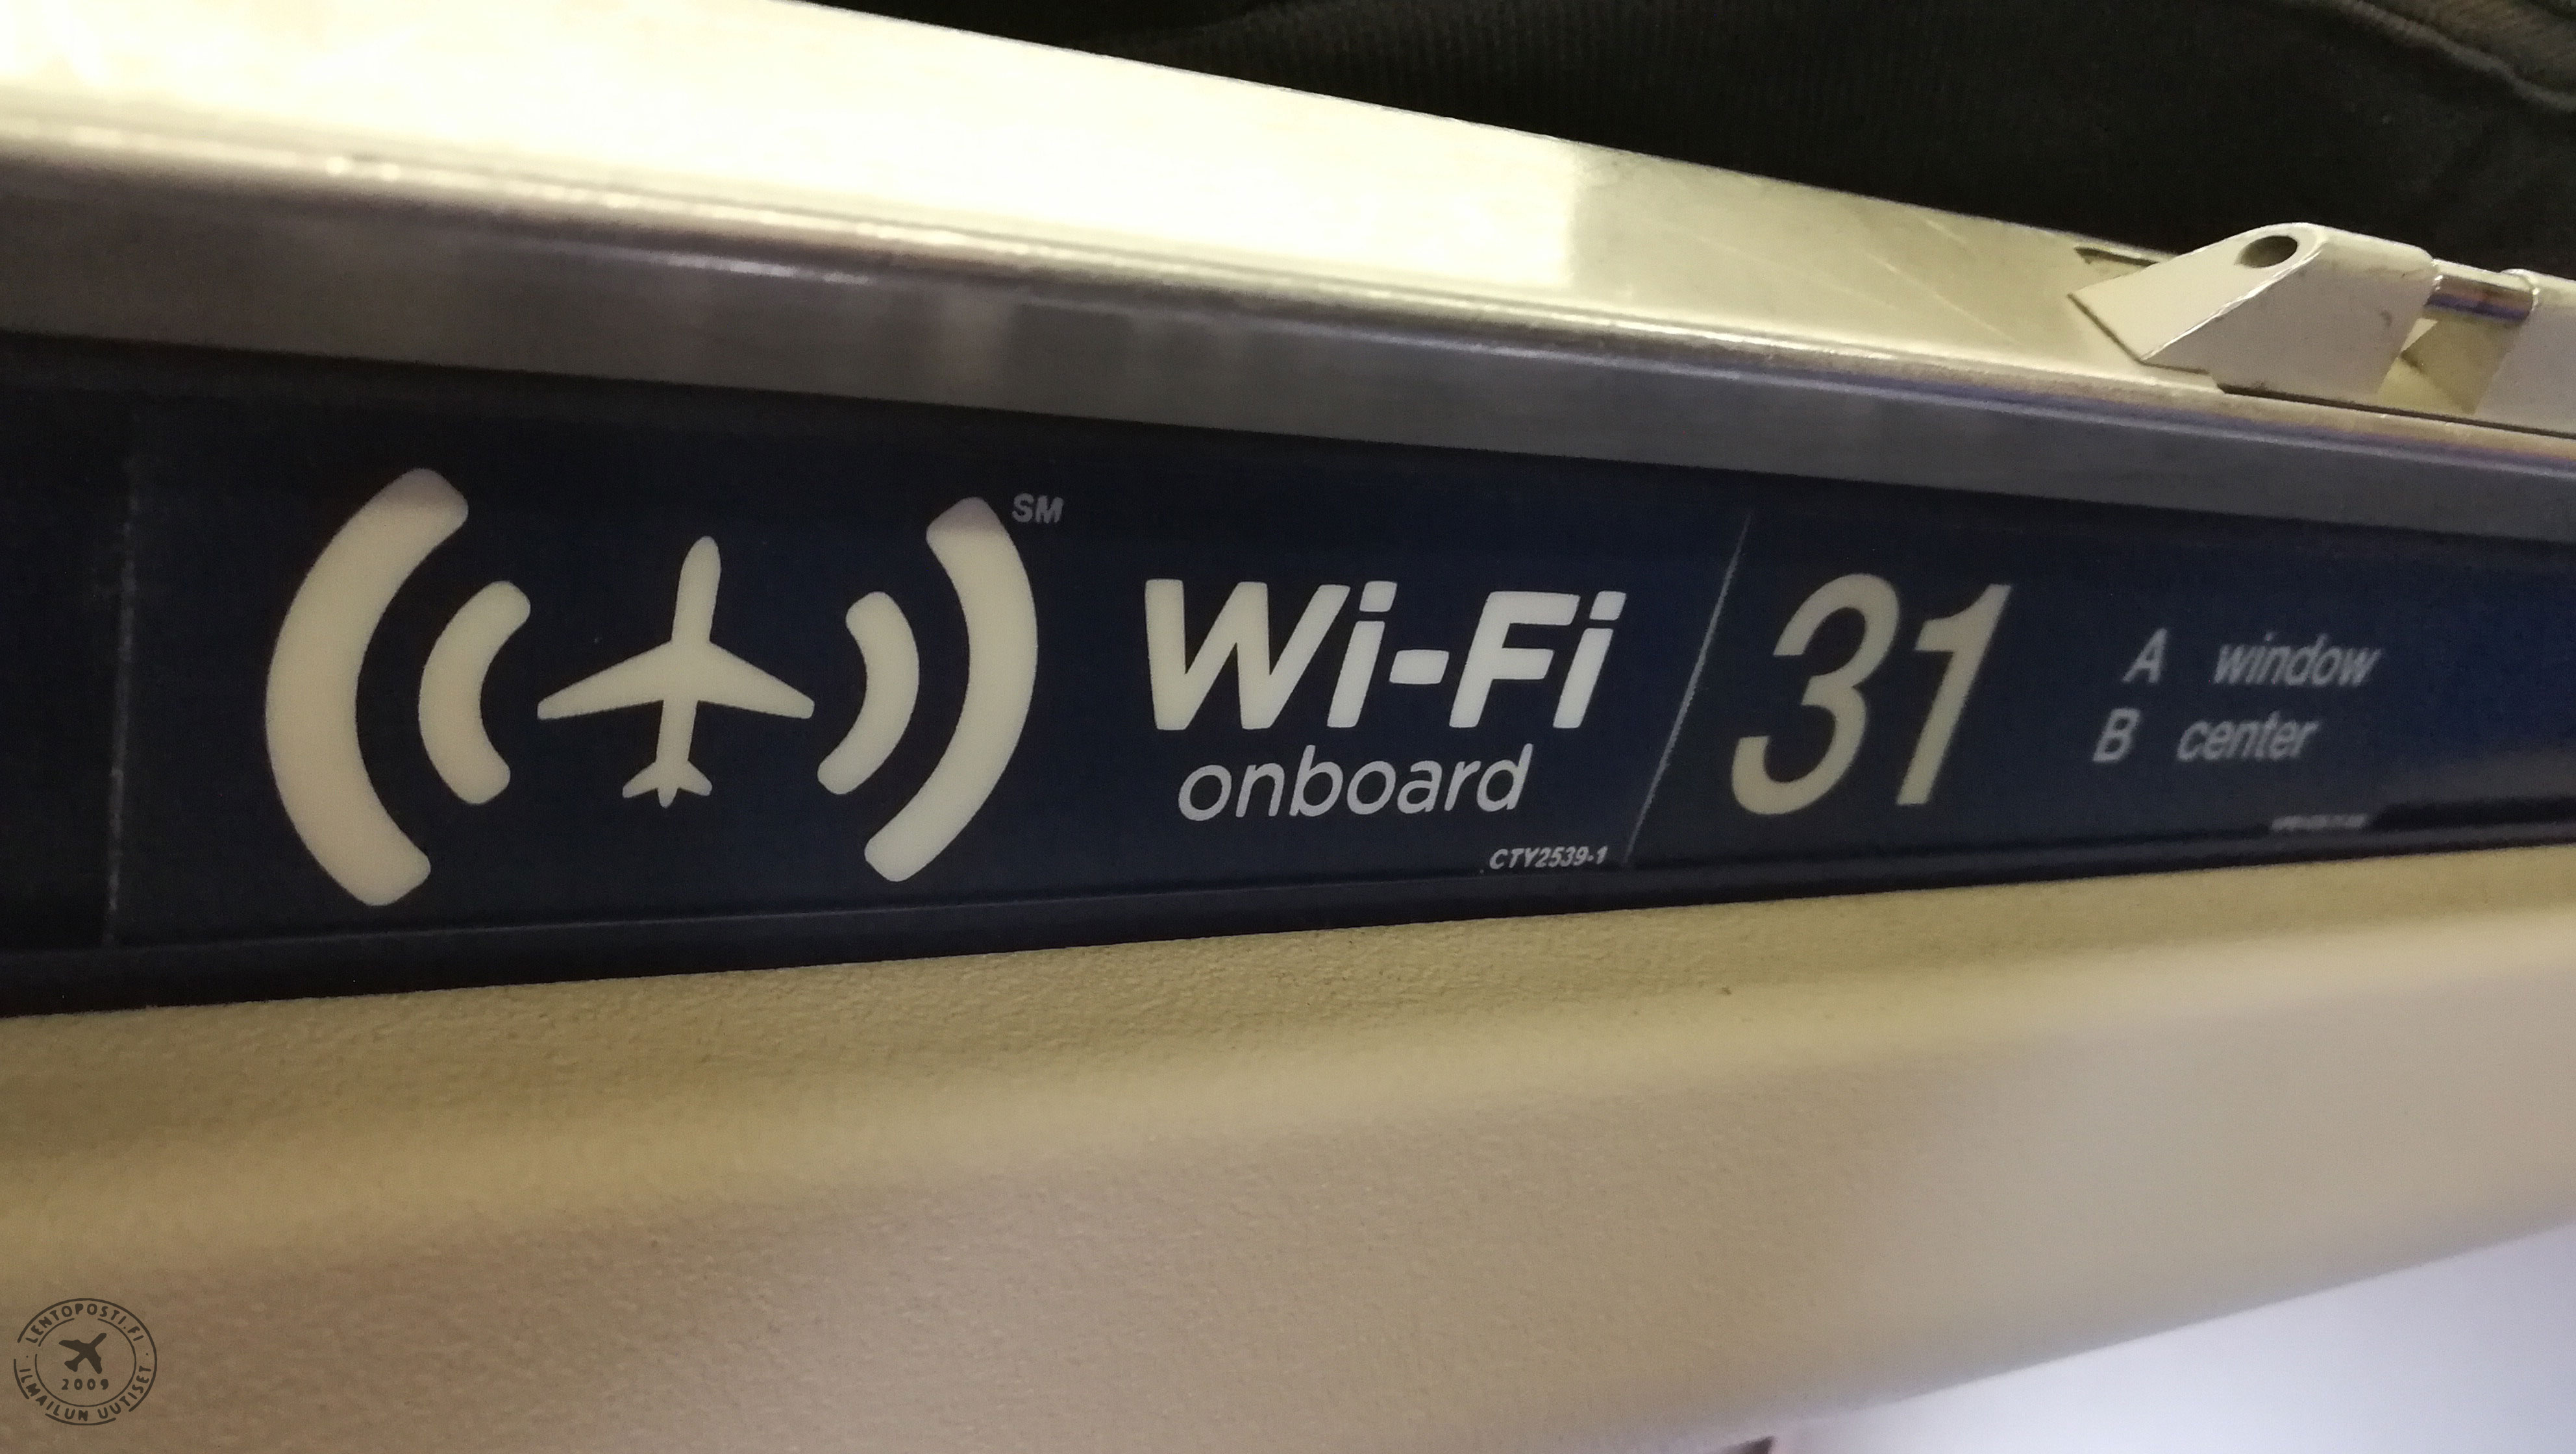 SM
Wi-Fi
onboard
CTY2539-1
31
A window
B center
LENTOPOSTI.FI
2009
ILMAILUN UUTISET